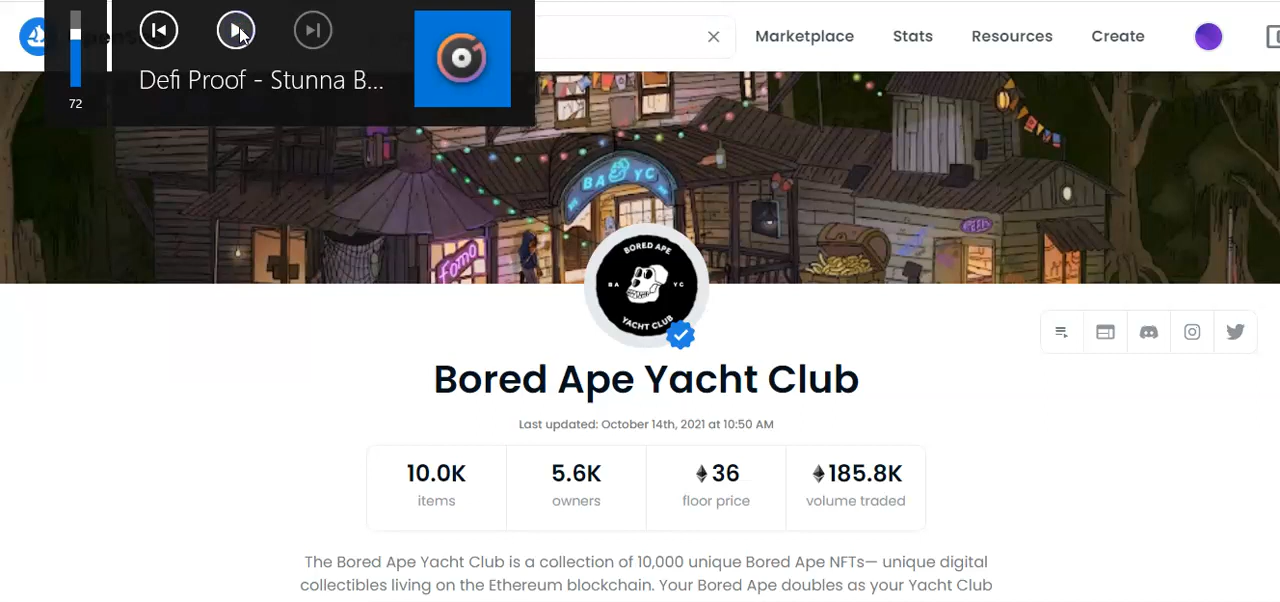 Defi Proof - Stunna B...
72
Marketplace
Stats
Resources
Create
BA YC
Fomo
BORED APE
BA YC
YACHT CLUB
Bored Ape Yacht Club
Last updated: October 14th, 2021 at 10:50 AM
10.0K
5.6K
36
185.8K
items
owners
floor price
volume traded
The Bored Ape Yacht Club is a collection of 10,000 unique Bored Ape NFTs— unique digital
collectibles living on the Ethereum blockchain. Your Bored Ape doubles as your Yacht Club